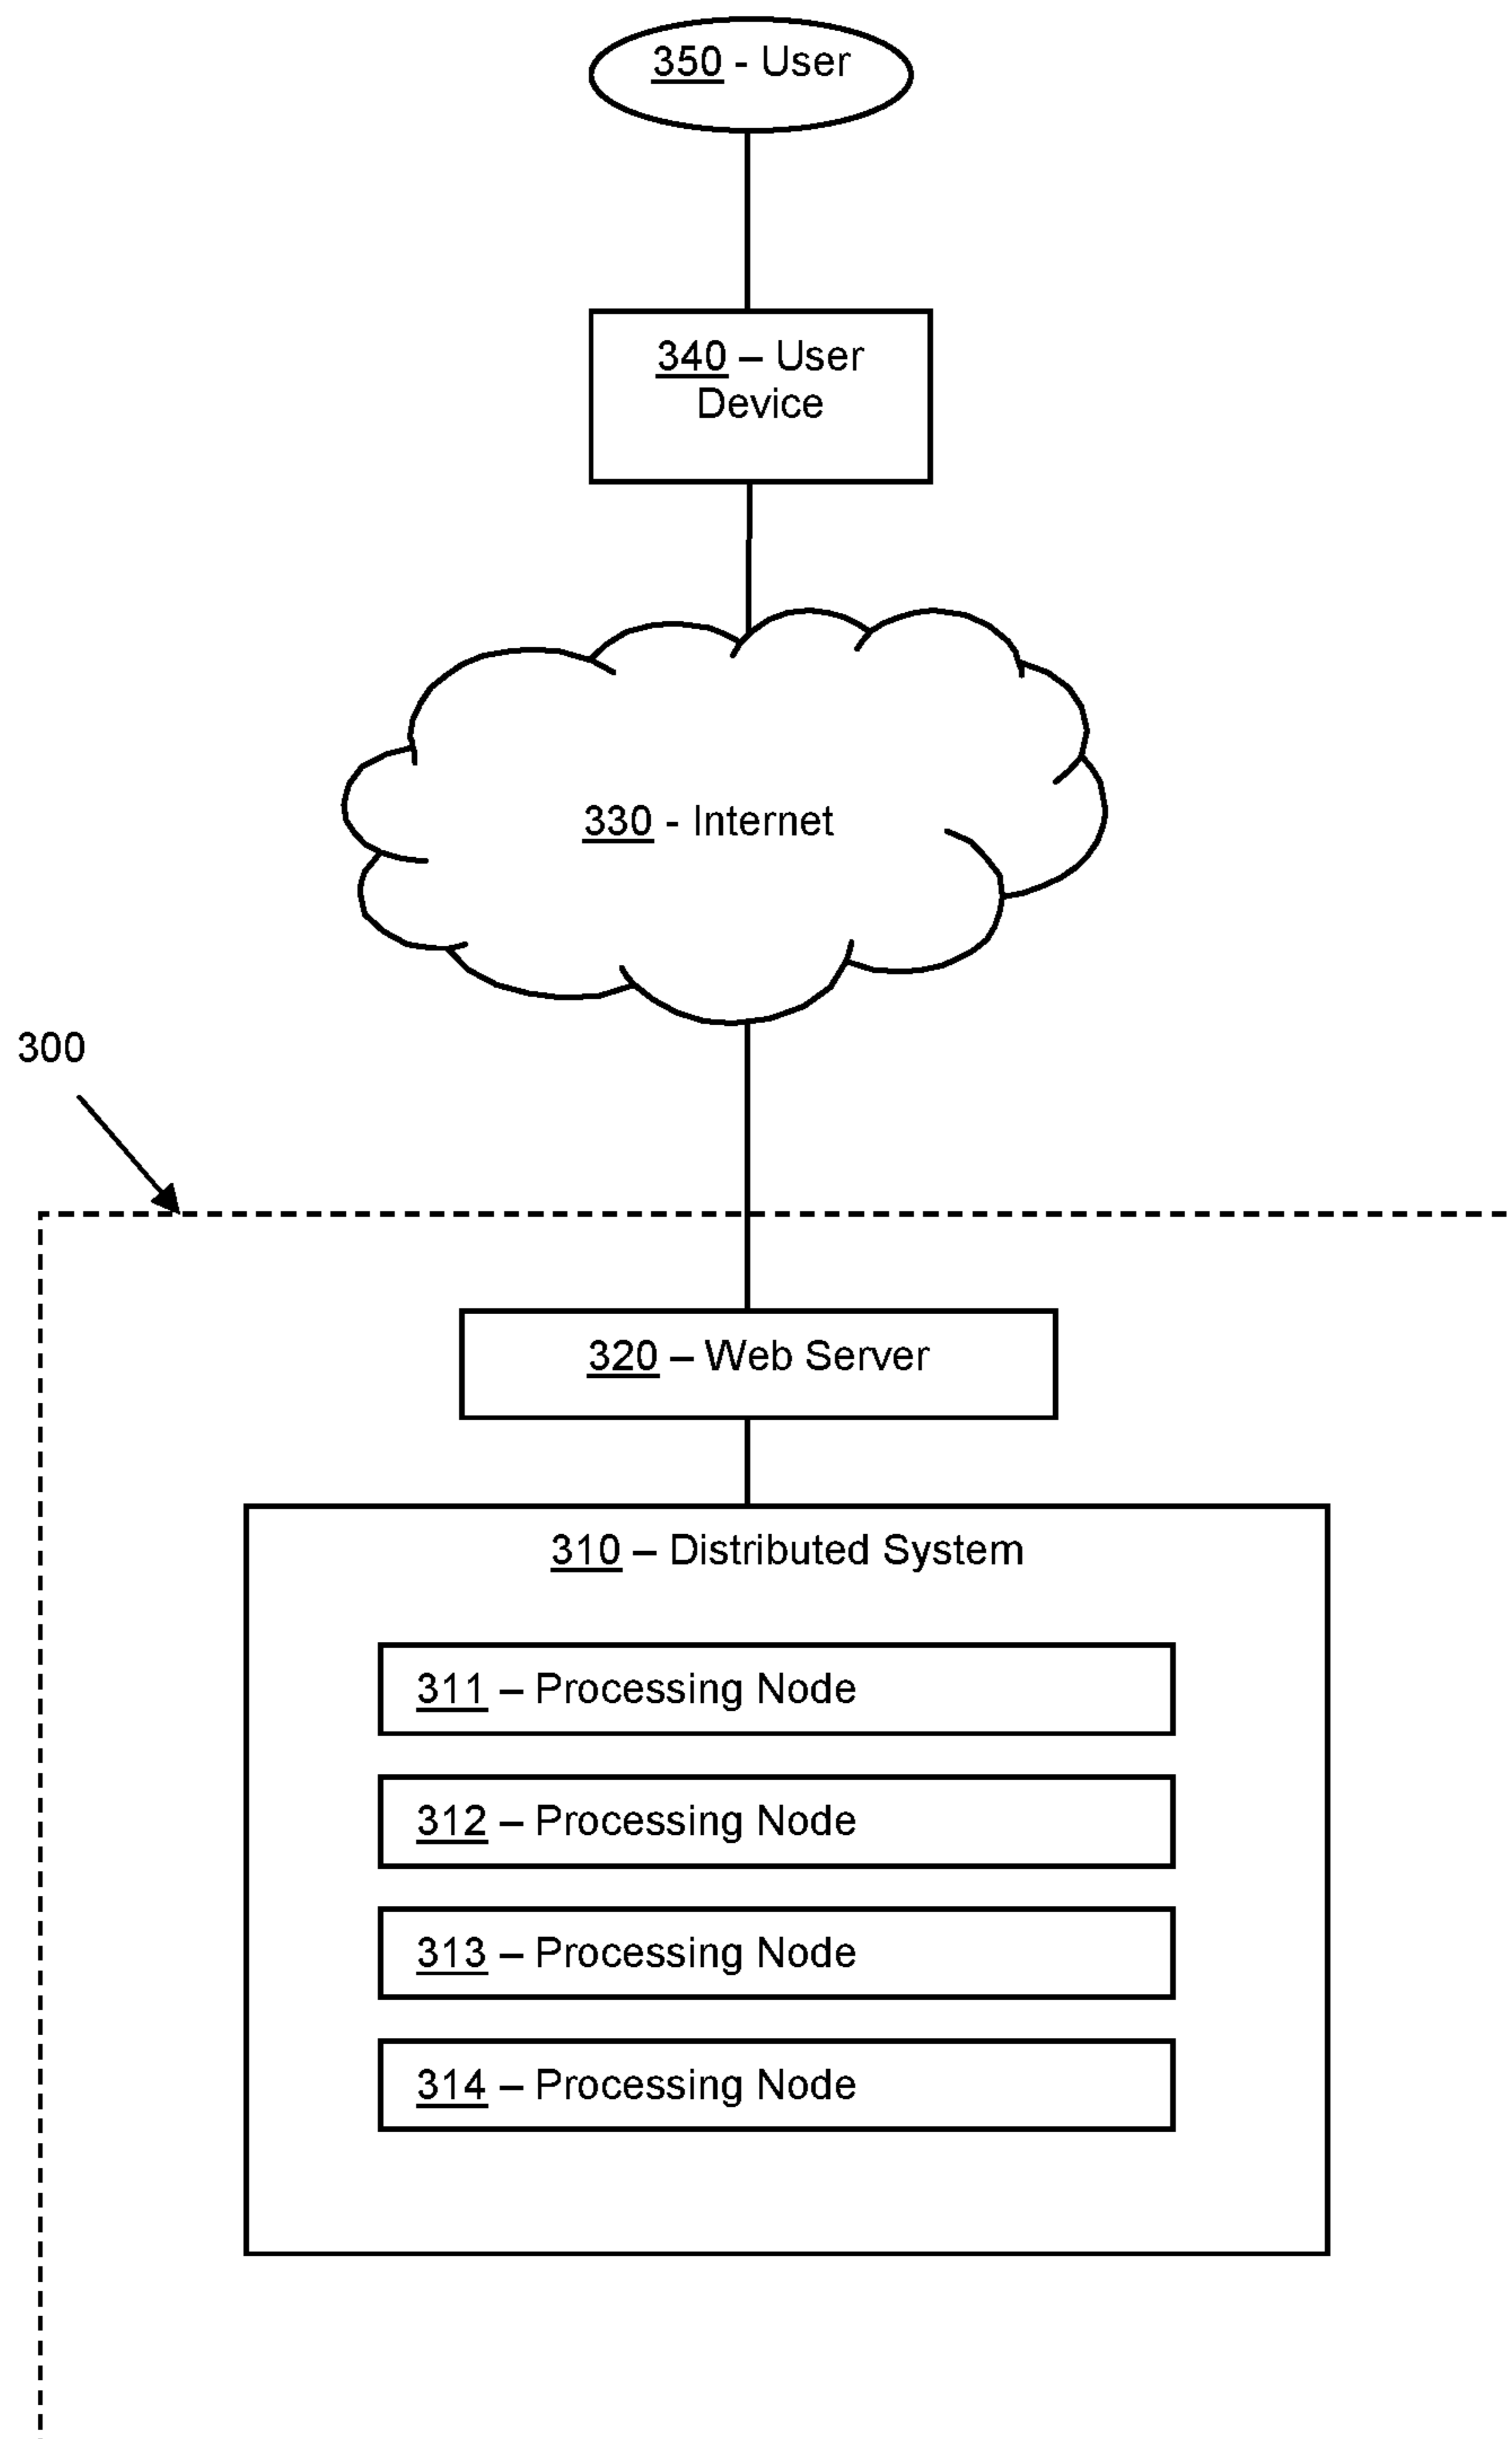 350 - User
340 – User
Device
330 - Internet
300
320 – Web Server
310 – Distributed System
311 – Processing Node
312 – Processing Node
313 – Processing Node
314 – Processing Node